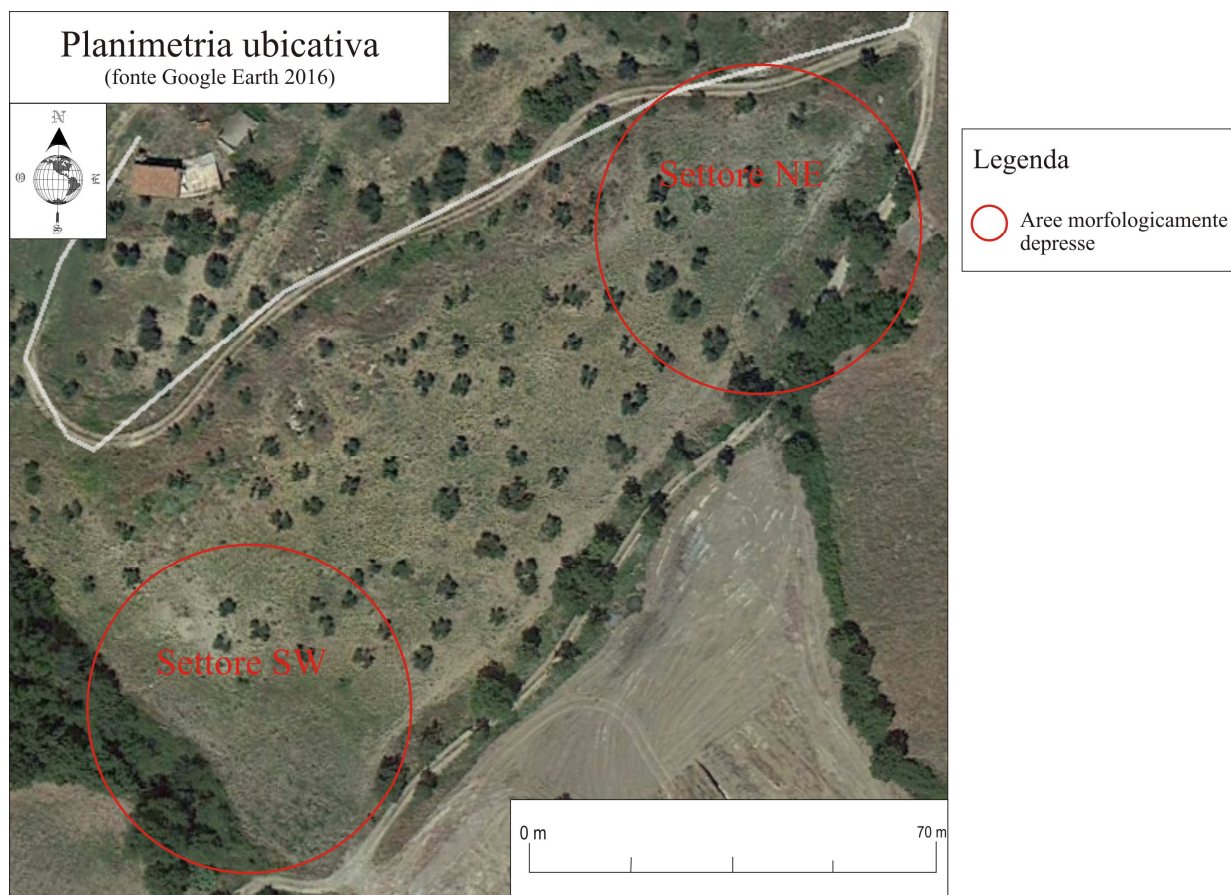 Planimetria ubicativa
(fonte Google Earth 2016)
N
O
E
S
Settore NE
Legenda
Aree morfologicamente
depresse
Settore SW
0 m
70 m